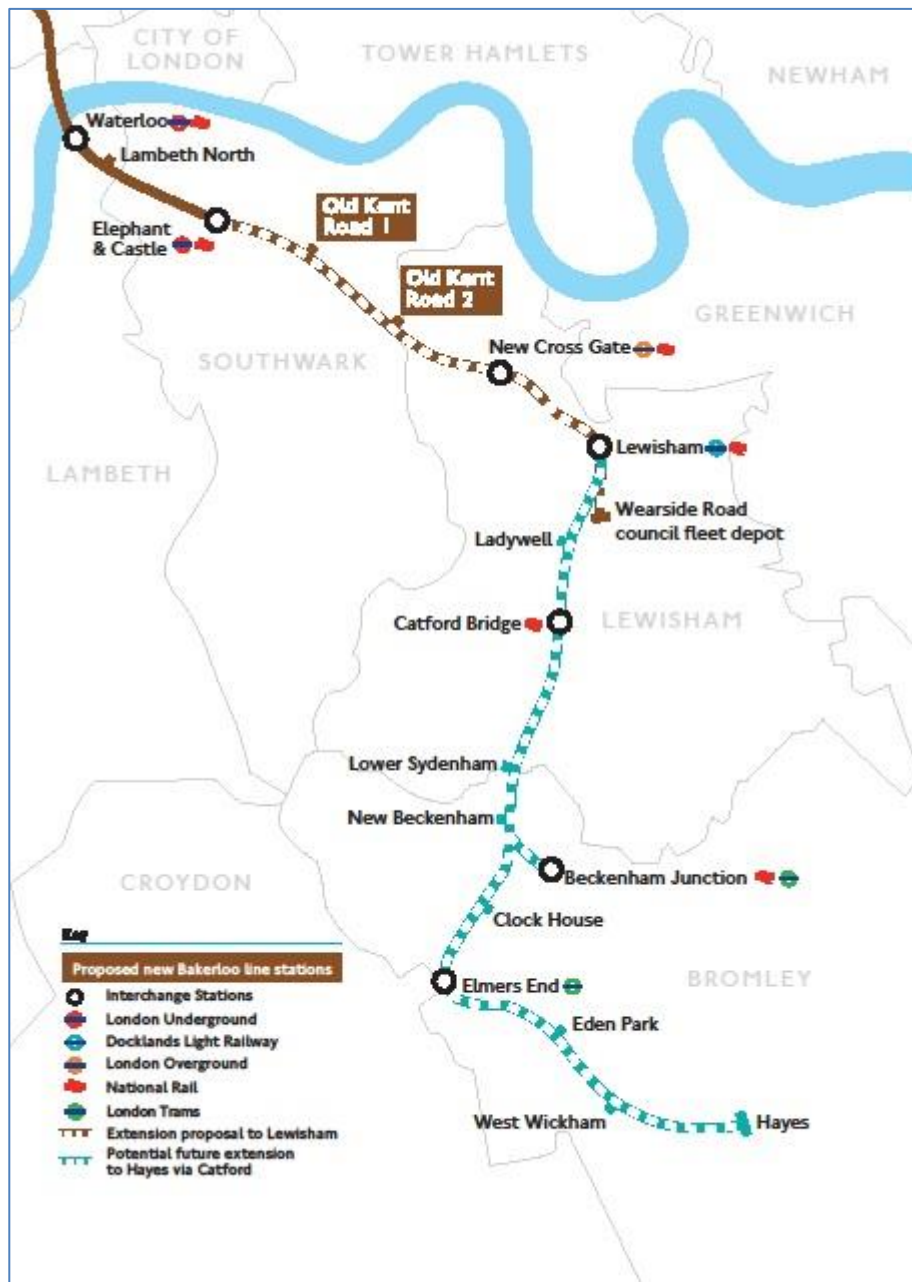 CITY OF
LONDON
TOWER HAMLETS
NEWHAM
Waterloo
Lambeth North
Elephant
& Castle
Old Kent
Road 1
Old Kent
Road 2
GREENWICH
SOUTHWARK
New Cross Gate
LAMBETH
Lewisham
Wearside Road
council fleet depot
Ladywell
Catford Bridge
LEWISHAM
Lower Sydenham
New Beckenham
CROYDON
Beckenham Junction
Clock House
BROMLEY
Elmers End
Eden Park
West Wickham
Hayes
Key
Proposed new Bakerloo line stations
Interchange Stations
London Underground
Docklands Light Railway
London Overground
National Rail
London Trams
Extension proposal to Lewisham
Potential future extension
to Hayes via Catford